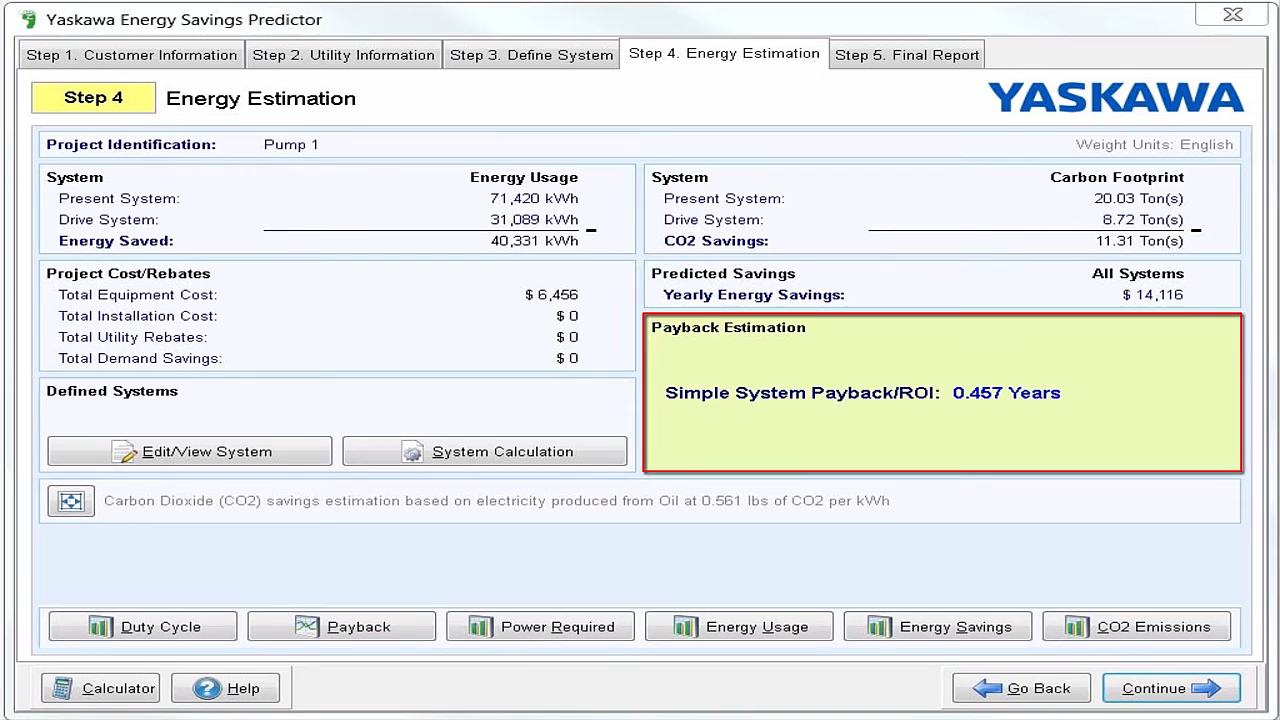 Yaskawa Energy Savings Predictor
Step 1. Customer Information
Step 2. Utility Information
Step 3. Define System
Step 4. Energy Estimation
Step 5. Final Report
Step 4
Energy Estimation
YASKAWA
Project Identification: Pump 1
Weight Units: English
System Energy Usage
Present System: 71,420 kWh
Drive System: 31,089 kWh
Energy Saved: 40,331 kWh
System Carbon Footprint
Present System: 20.03 Ton(s)
Drive System: 8.72 Ton(s)
CO2 Savings: 11.31 Ton(s)
Project Cost/Rebates
Total Equipment Cost: $ 6,456
Total Installation Cost: $ 0
Total Utility Rebates: $ 0
Total Demand Savings: $ 0
Predicted Savings All Systems
Yearly Energy Savings: $ 14,116
Payback Estimation
Simple System Payback/ROI: 0.457 Years
Defined Systems
Edit/View System
System Calculation
Carbon Dioxide (CO2) savings estimation based on electricity produced from Oil at 0.561 lbs of CO2 per kWh
Duty Cycle
Payback
Power Required
Energy Usage
Energy Savings
CO2 Emissions
Calculator
Help
Go Back
Continue